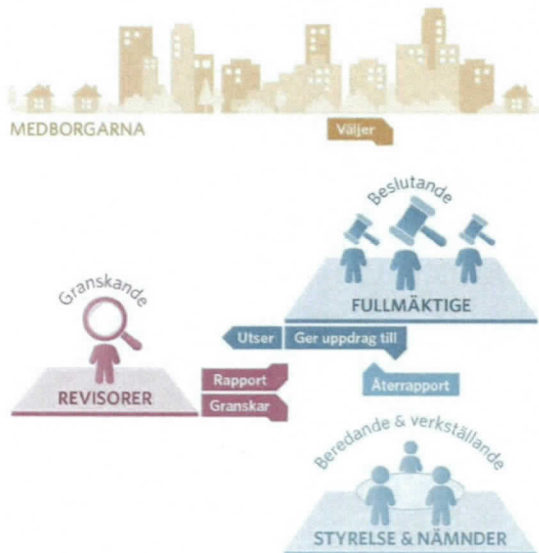 MEDBORGARNA
Väljer
Beslutande
FULLMÄKTIGE
Granskande
REVISORER
Utser
Ger uppdrag till
Rapport
Granskar
Återrapport
Beredande & verkställande
STYRELSE & NÄMNDER